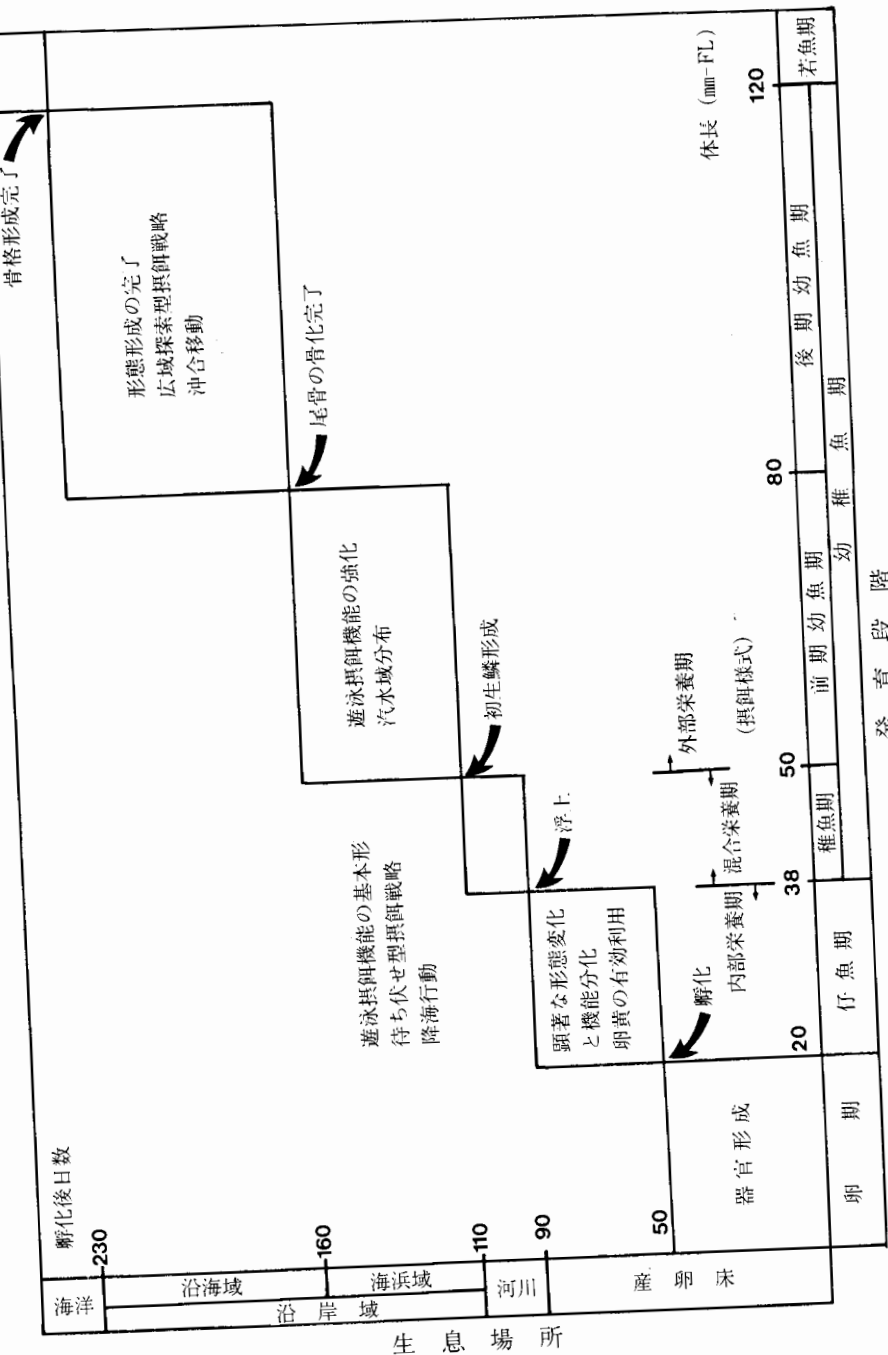 骨格形成完了
孵化後日数
230
160
110
90
50
海洋
沿海域
海浜域
沿岸域
河川
産卵床
生息場所
形態形成の完了
広域探索型摂餌戦略
沖合移動
尾骨の骨化完了
遊泳摂餌機能の強化
汽水域分布
初生鱗形成
遊泳摂餌機能の基本形
待ち伏せ型摂餌戦略
降海行動
浮上
顕著な形態変化
と機能分化
卵黄の有効利用
孵化
器官形成
内部栄養期
混合栄養期
外部栄養期
(摂餌様式)
体長 (mm-FL)
20
38
50
80
120
卵期
仔魚期
稚魚期
前期幼魚期
後期幼魚期
若魚期
幼稚魚期
発育段階